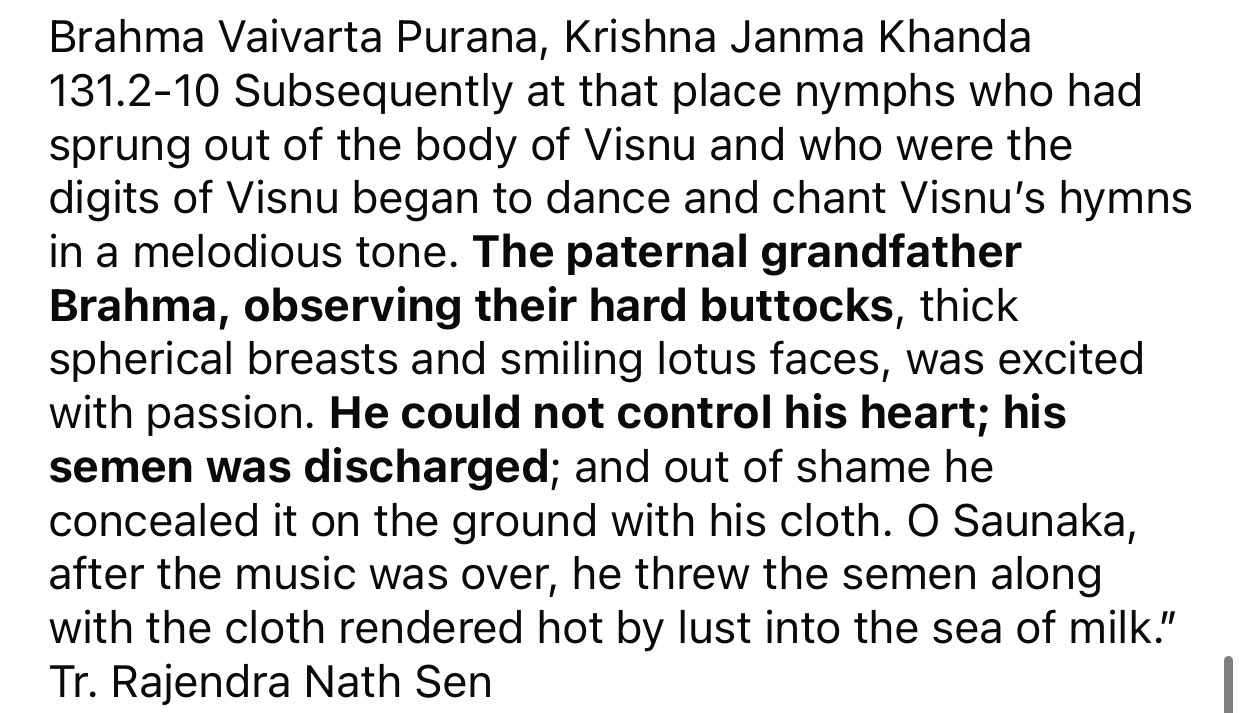 Brahma Vaivarta Purana, Krishna Janma Khanda
131.2-10 Subsequently at that place nymphs who had
sprung out of the body of Visnu and who were the
digits of Visnu began to dance and chant Visnu’s hymns
in a melodious tone. The paternal grandfather
Brahma, observing their hard buttocks, thick
spherical breasts and smiling lotus faces, was excited
with passion. He could not control his heart; his
semen was discharged; and out of shame he
concealed it on the ground with his cloth. O Saunaka,
after the music was over, he threw the semen along
with the cloth rendered hot by lust into the sea of milk.”
Tr. Rajendra Nath Sen